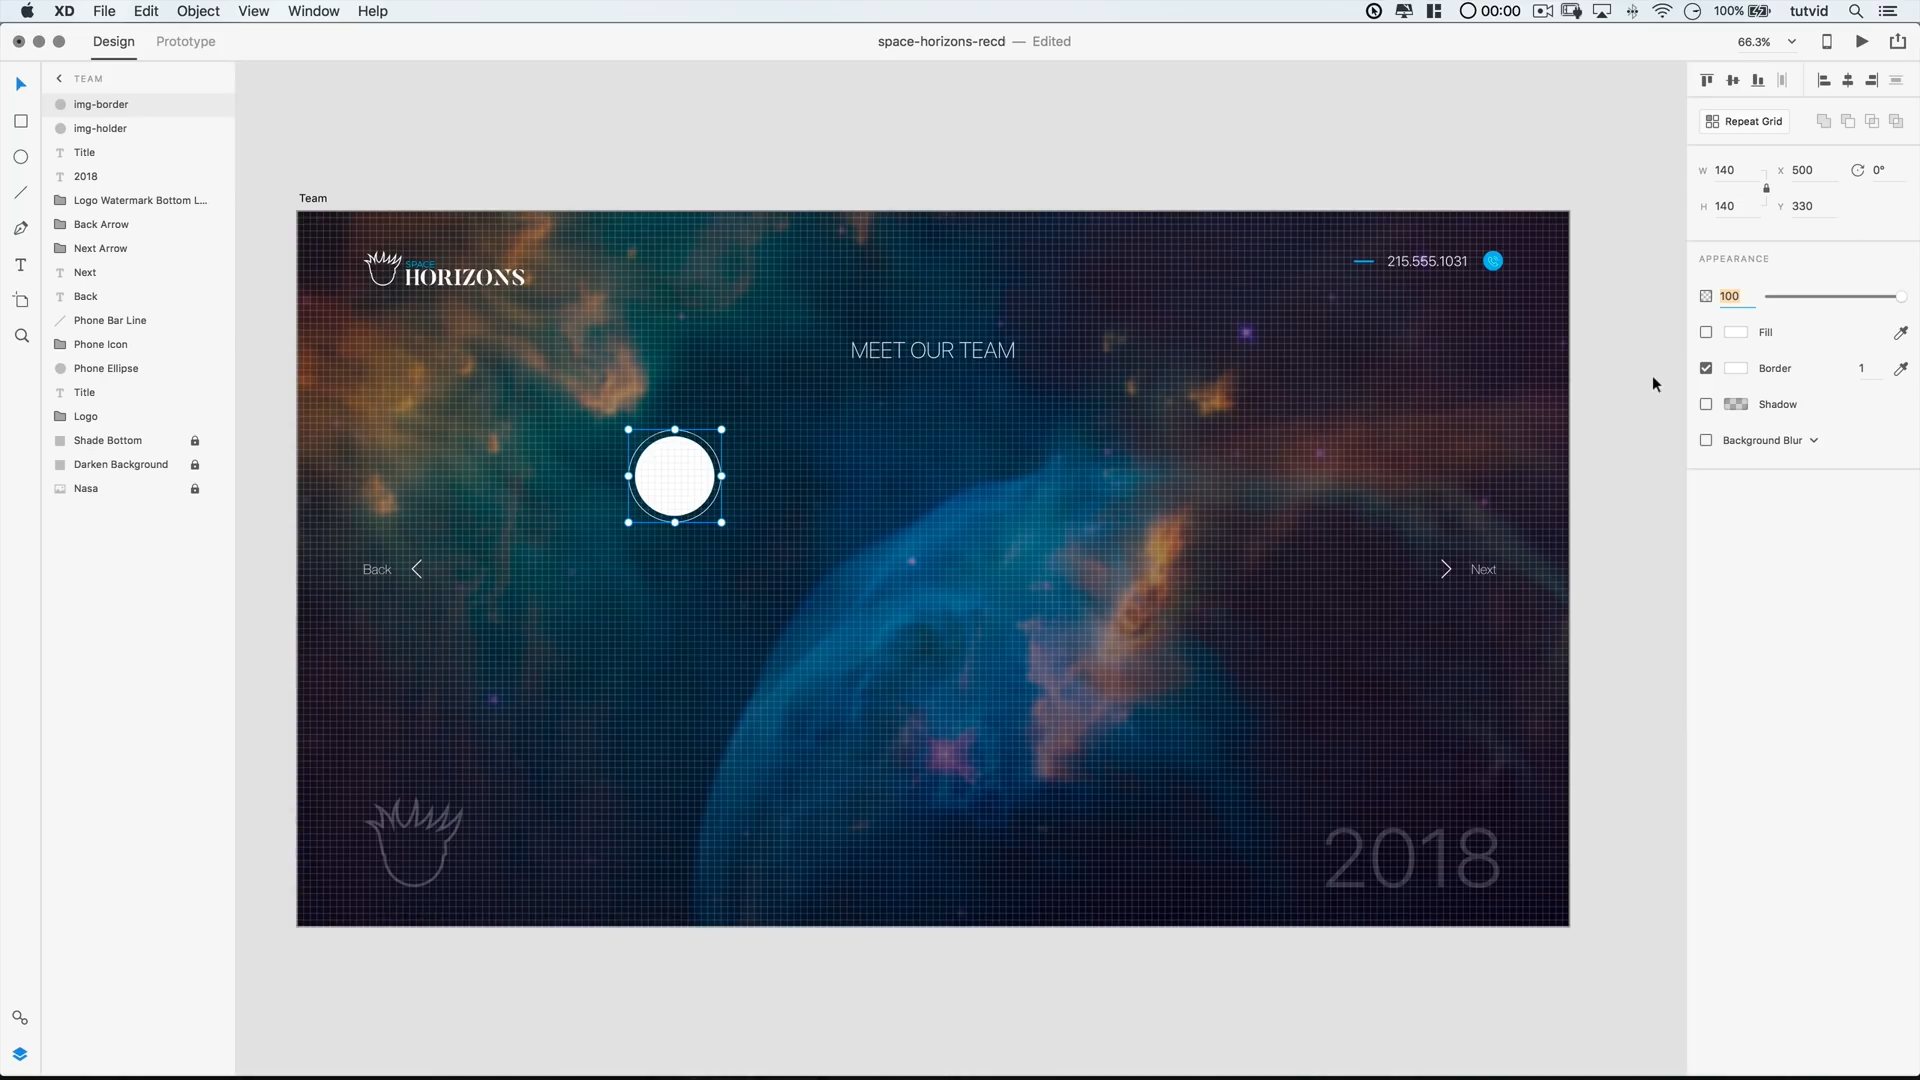 XD File Edit Object View Window Help 00:00 100% tutvid
Design Prototype space-horizons-recd — Edited 66.3%
TEAM
img-border
img-holder
Title
2018
Logo Watermark Bottom L...
Back Arrow
Next Arrow
Next
Back
Phone Bar Line
Phone Icon
Phone Ellipse
Title
Logo
Shade Bottom
Darken Background
Nasa
Team
SPACE
HORIZONS
215.555.1031
MEET OUR TEAM
Back
Next
2018
Repeat Grid
W 140 X 500 0°
H 140 Y 330
APPEARANCE
100
Fill
Border 1
Shadow
Background Blur